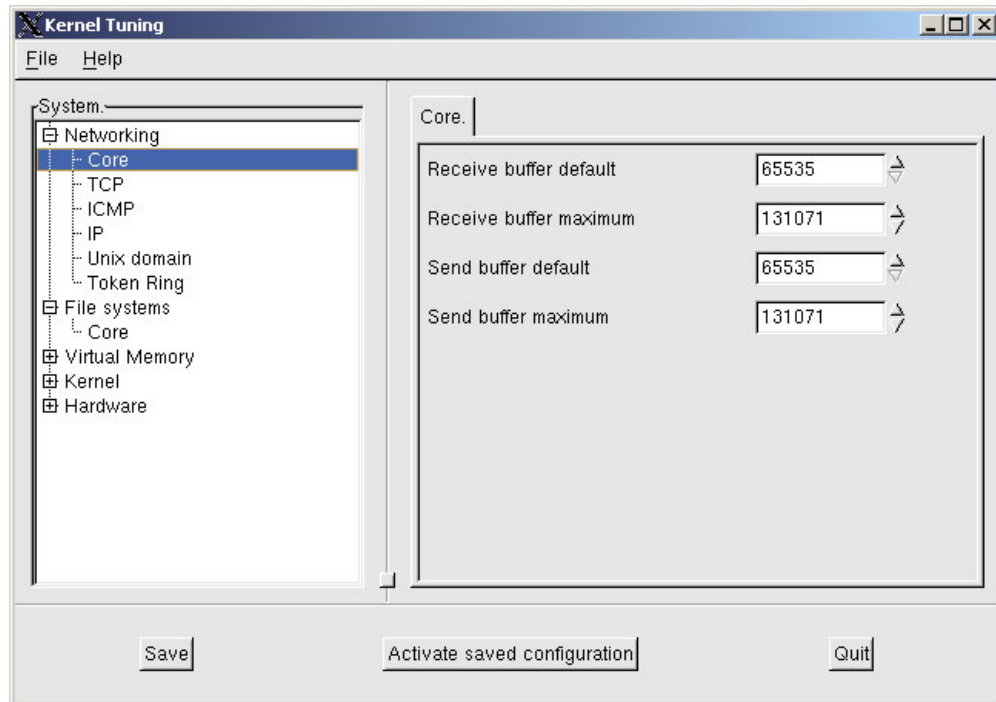 Kernel Tuning
File Help
System.
Networking
Core
TCP
ICMP
IP
Unix domain
Token Ring
File systems
Core
Virtual Memory
Kernel
Hardware
Core.
Receive buffer default 65535
Receive buffer maximum 131071
Send buffer default 65535
Send buffer maximum 131071
Save Activate saved configuration Quit